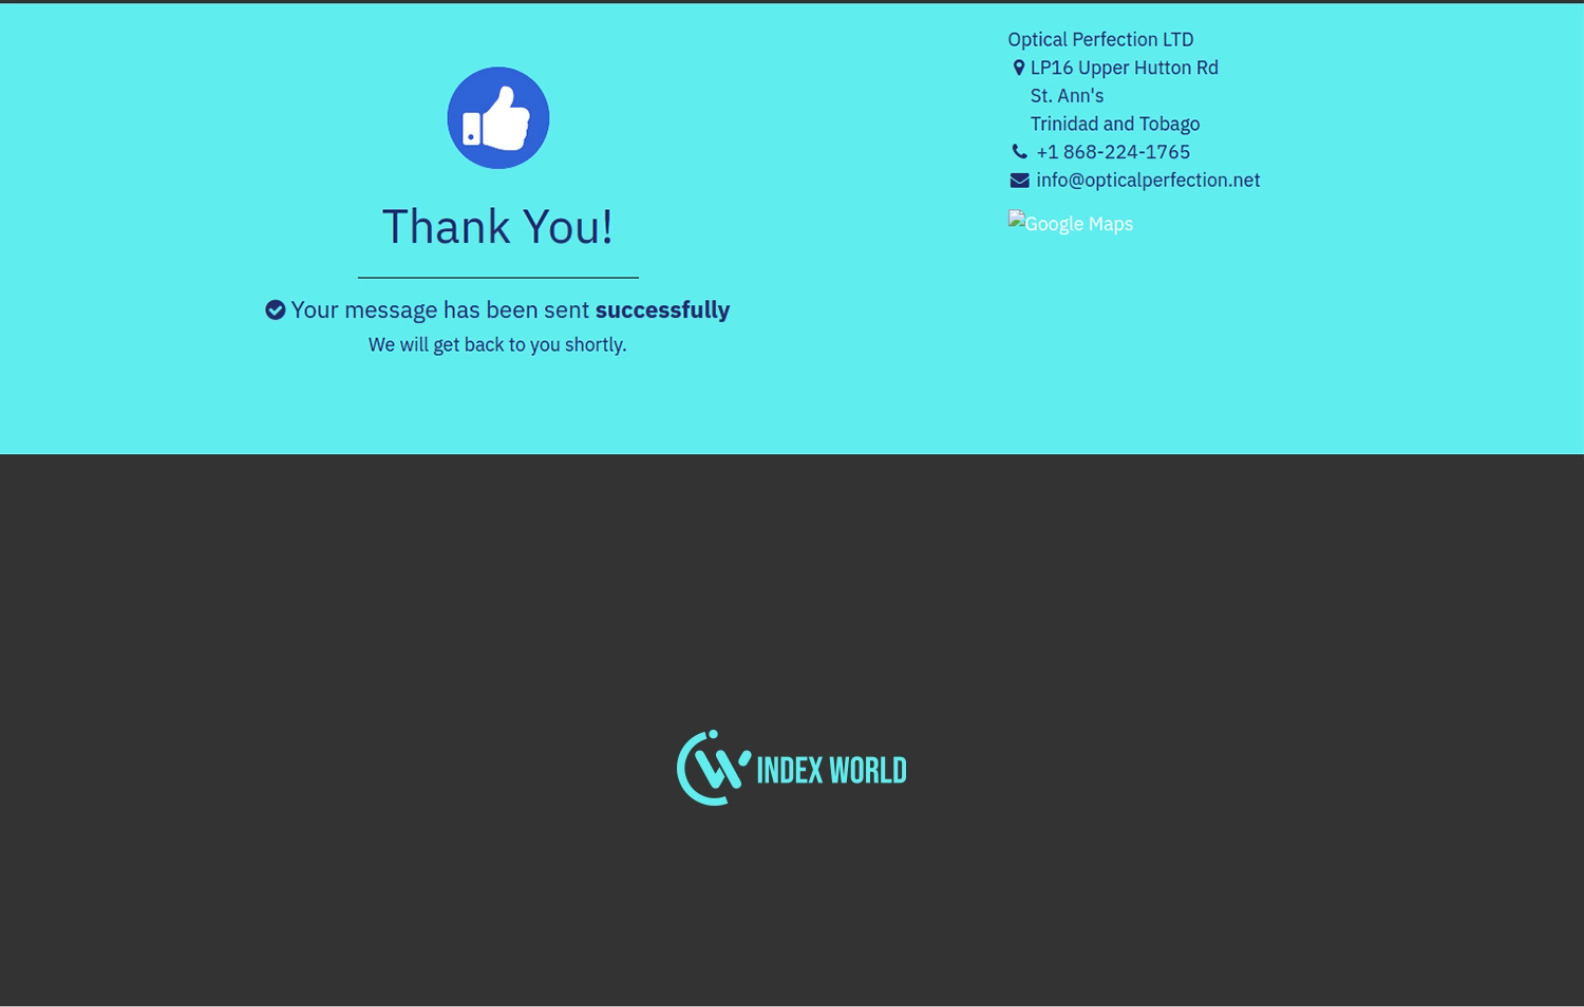 Thank You!
Your message has been sent successfully
We will get back to you shortly.
Optical Perfection LTD
LP16 Upper Hutton Rd
St. Ann's
Trinidad and Tobago
+1 868-224-1765
info@opticalperfection.net
Google Maps
INDEX WORLD